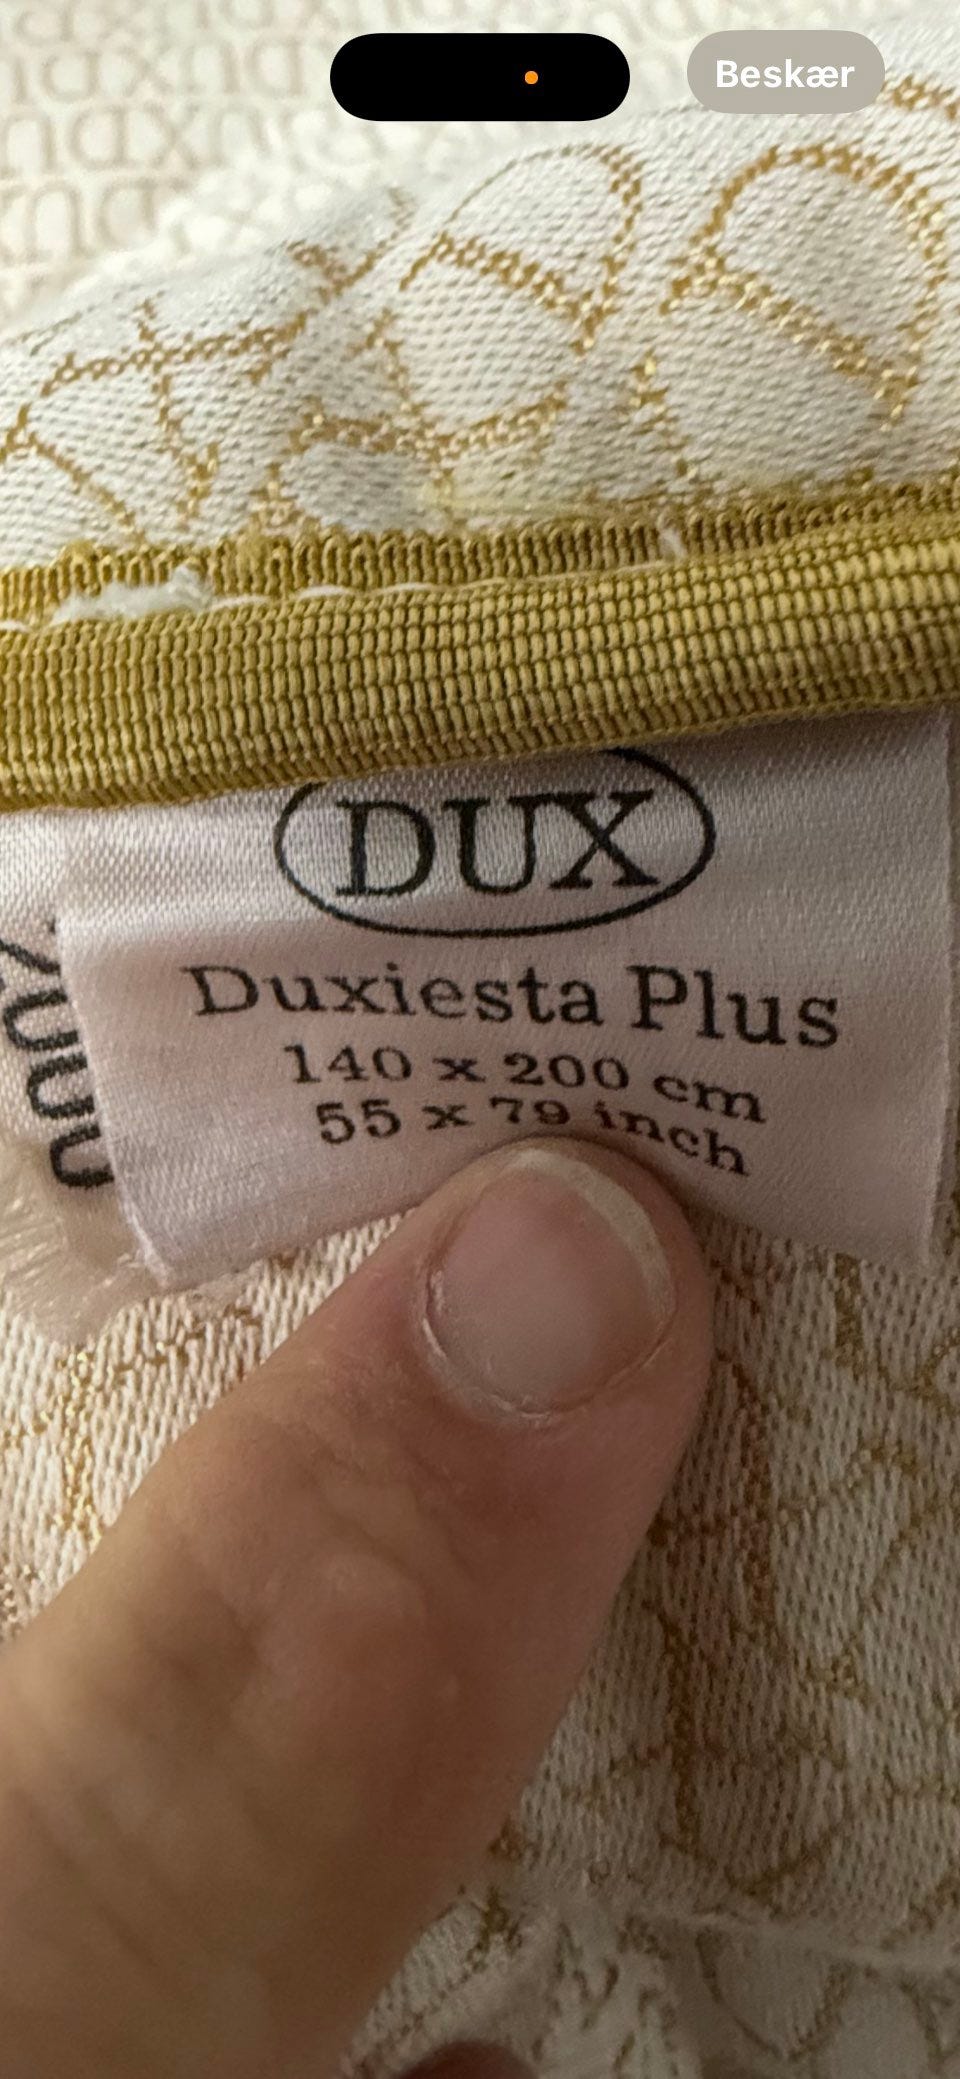 Beskær
DUX
Duxiesta Plus
140 x 200 cm
55 x 79 inch